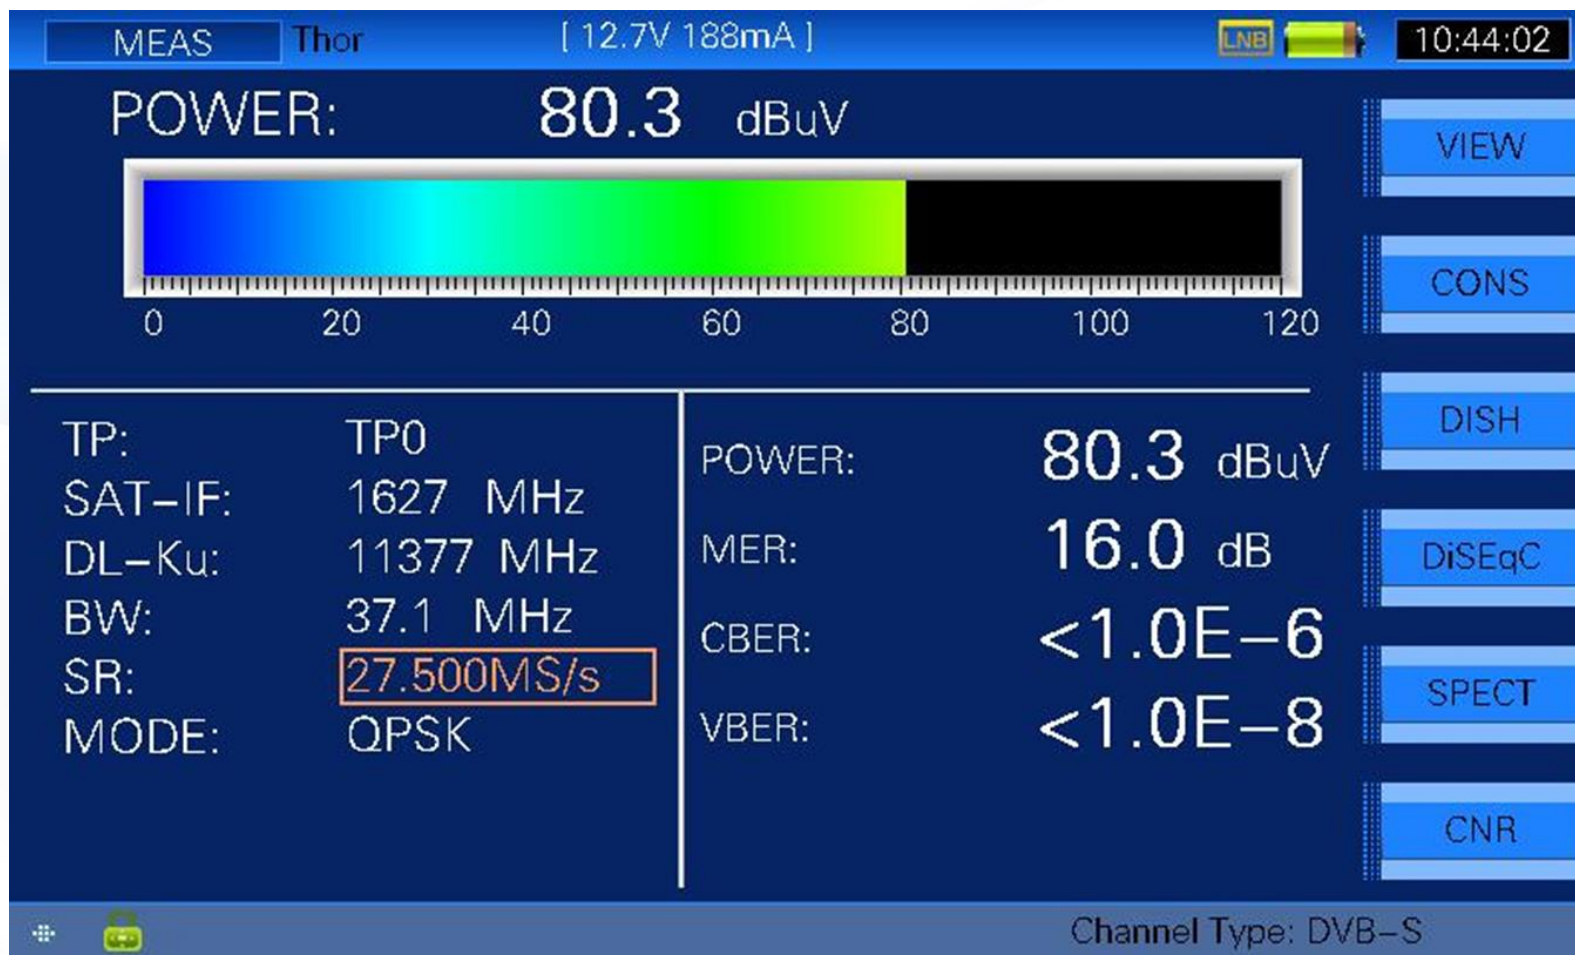 MEAS Thor [ 12.7V 188mA ] LNB 10:44:02
POWER: 80.3 dBuV
0 20 40 60 80 100 120
TP: TP0
SAT-IF: 1627 MHz
DL-Ku: 11377 MHz
BW: 37.1 MHz
SR: 27.500MS/s
MODE: QPSK
POWER: 80.3 dBuV
MER: 16.0 dB
CBER: <1.0E-6
VBER: <1.0E-8
VIEW
CONS
DISH
DiSEqC
SPECT
CNR
Channel Type: DVB-S